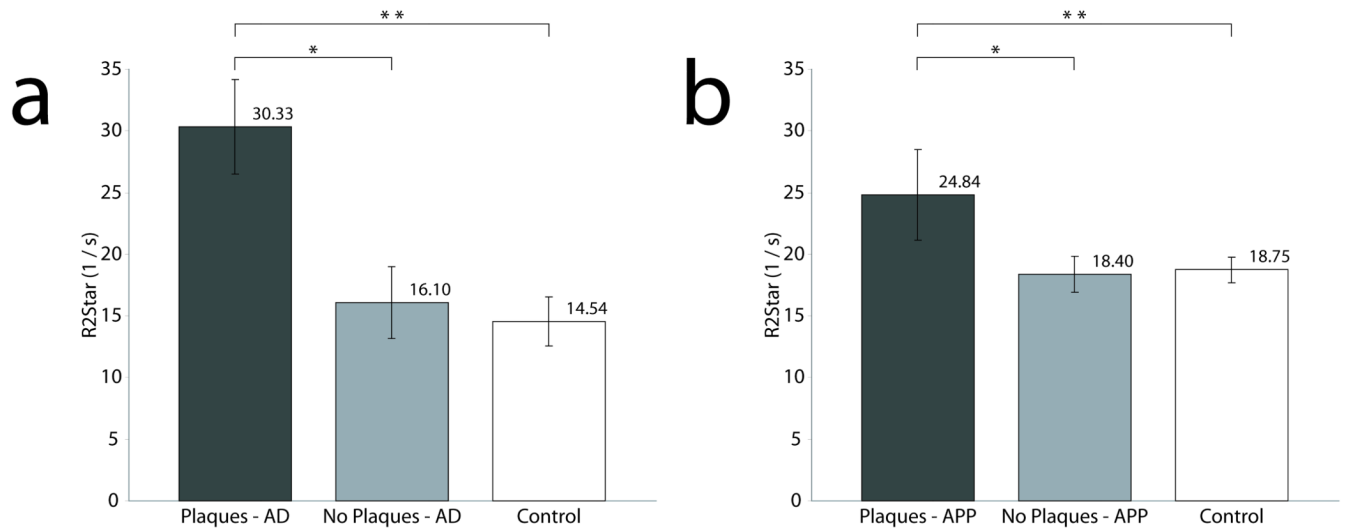 a
* *
*
R2Star (1 / s)
35
30
25
20
15
10
5
0
30.33
16.10
14.54
Plaques - AD
No Plaques - AD
Control
b
* *
*
R2Star (1 / s)
35
30
25
20
15
10
5
0
24.84
18.40
18.75
Plaques - APP
No Plaques - APP
Control